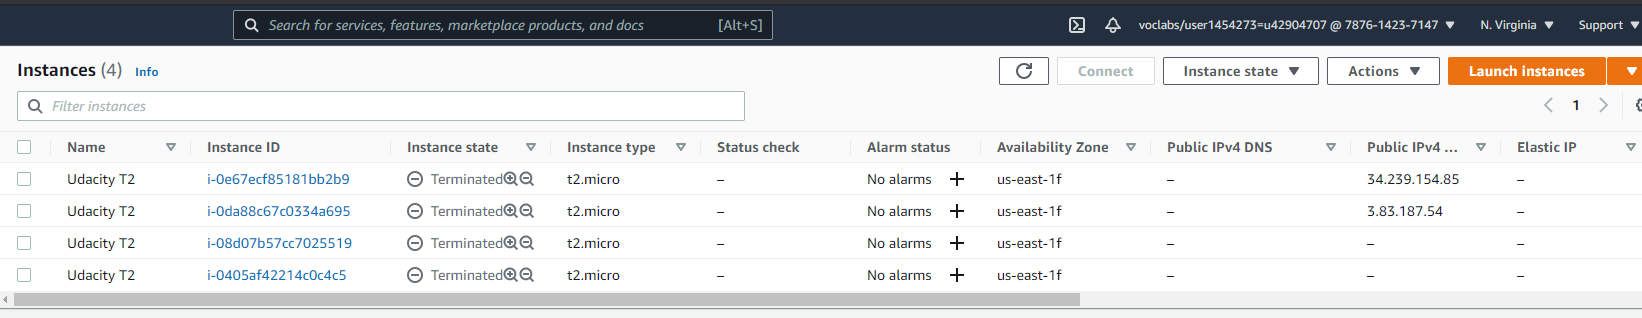 Search for services, features, marketplace products, and docs [Alt+S] voclabs/user1454273=u42904707 @ 7876-1423-7147 N. Virginia Support
Instances (4) Info Connect Instance state Actions Launch instances
Filter instances 1
Name Instance ID Instance state Instance type Status check Alarm status Availability Zone Public IPv4 DNS Public IPv4 ... Elastic IP
Udacity T2 i-0e67ecf85181bb2b9 Terminated t2.micro – No alarms + us-east-1f – 34.239.154.85 –
Udacity T2 i-0da88c67c0334a695 Terminated t2.micro – No alarms + us-east-1f – 3.83.187.54 –
Udacity T2 i-08d07b57cc7025519 Terminated t2.micro – No alarms + us-east-1f – – –
Udacity T2 i-0405af42214c0c4c5 Terminated t2.micro – No alarms + us-east-1f – – –